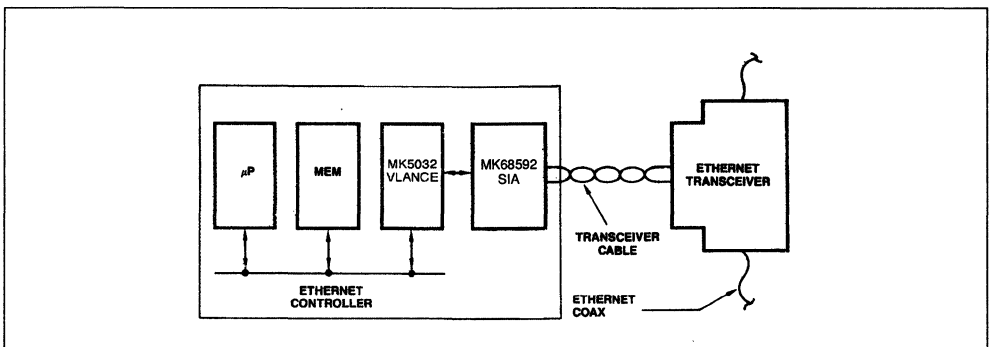 μP
MEM
MK5032
VLANCE
MK68592
SIA
ETHERNET
TRANSCEIVER
TRANSCEIVER
CABLE
ETHERNET
CONTROLLER
ETHERNET
COAX